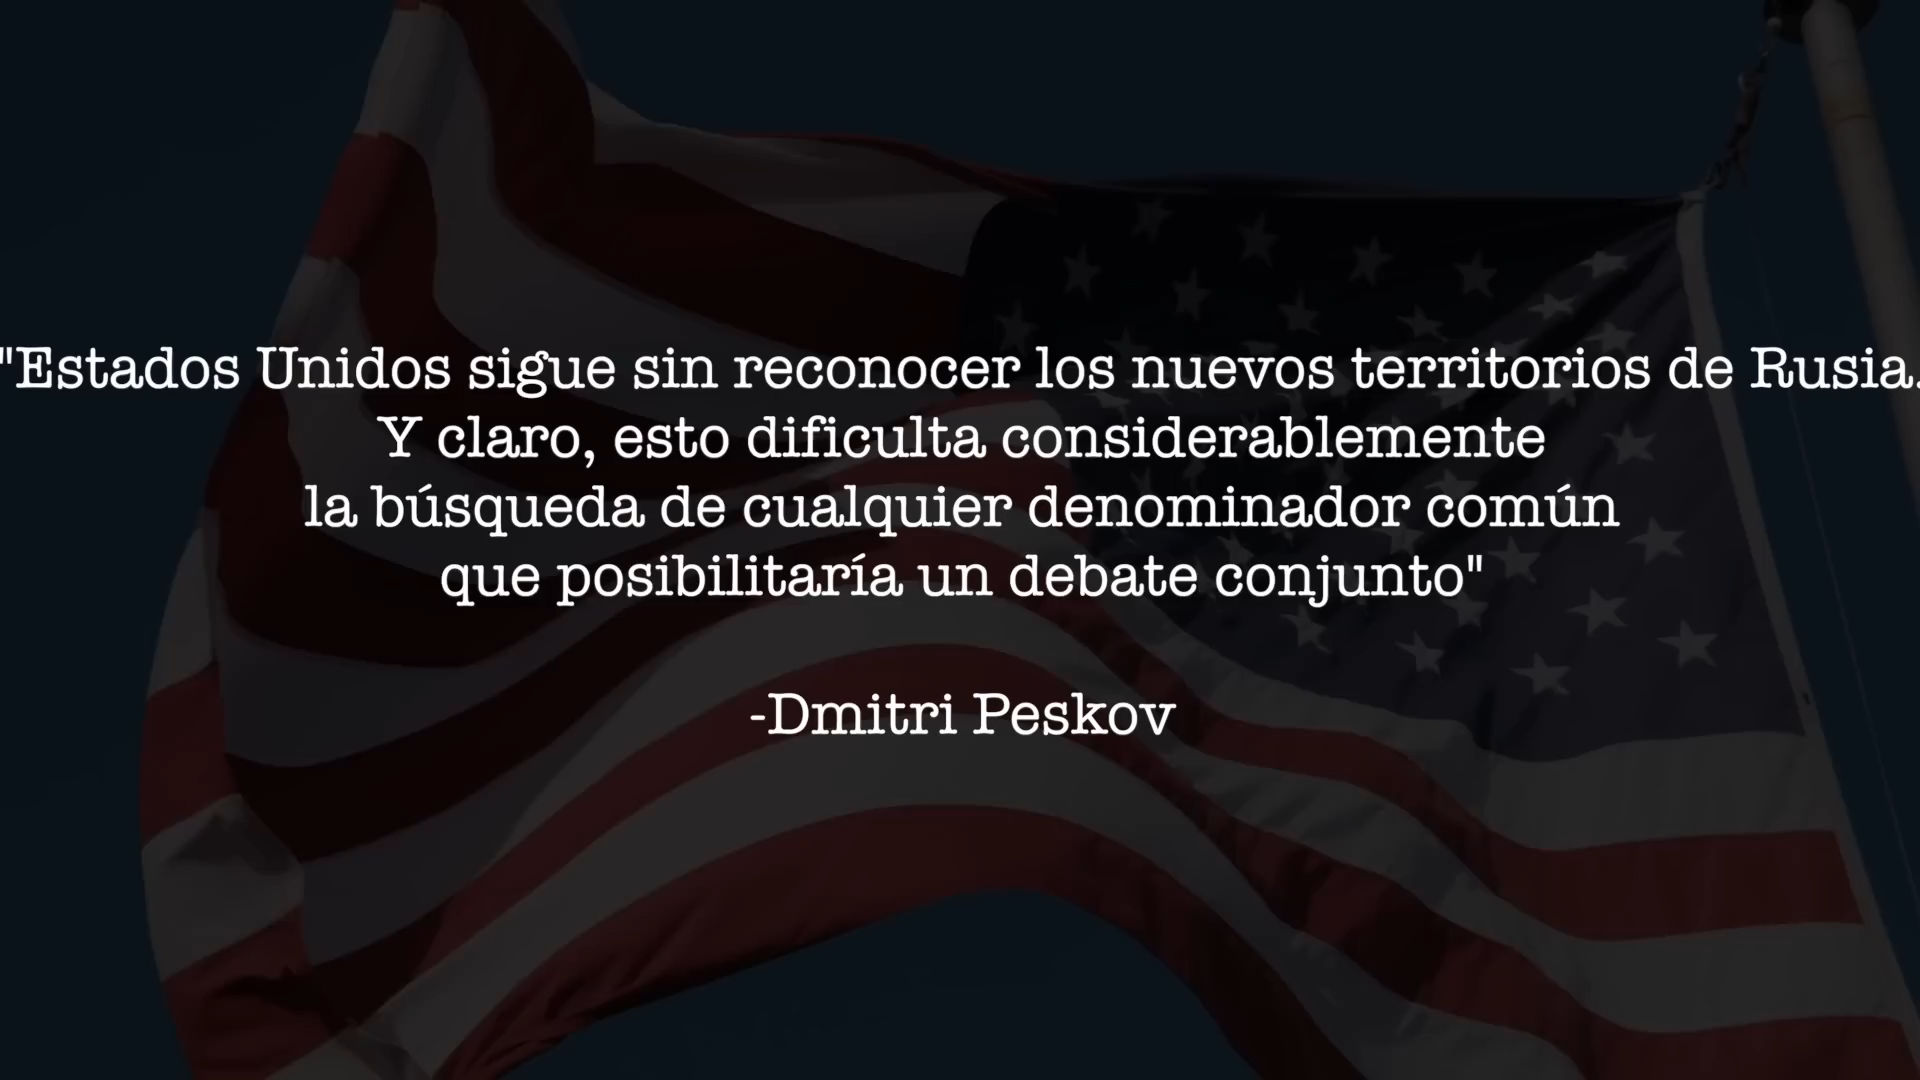 "Estados Unidos sigue sin reconocer los nuevos territorios de Rusia.
Y claro, esto dificulta considerablemente
la búsqueda de cualquier denominador común
que posibilitaría un debate conjunto"
-Dmitri Peskov